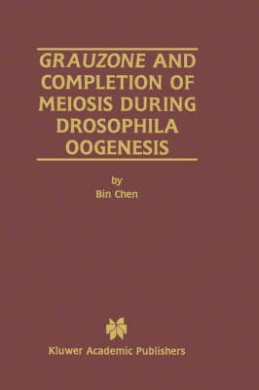 GRAUZONE AND
COMPLETION OF
MEIOSIS DURING
DROSOPHILA
OOGENESIS
by
Bin Chen
Kluwer Academic Publishers